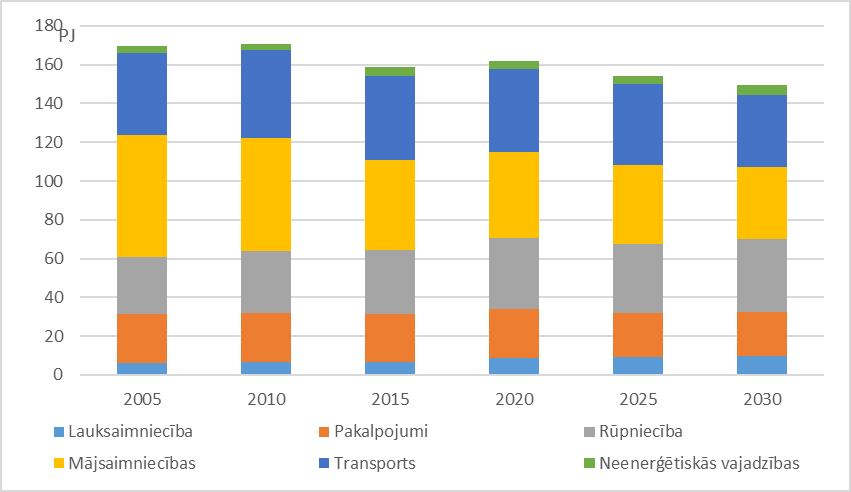 180
PJ
160
140
120
100
80
60
40
20
0
2005 2010 2015 2020 2025 2030
Lauksaimniecība Pakalpojumi Rūpniecība
Mājsaimniecības Transports Neenerģētiskās vajadzības